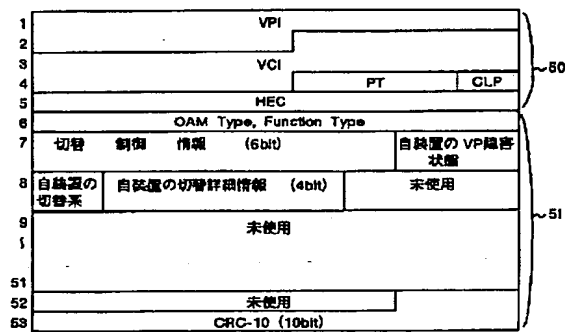 1 VPI
2
3 VCI
4 PT CLP
5 HEC
50
6 OAM Type, Function Type
7 切替 制御 情報 (6bit) 自装置の VP障害
状態
8 自装置の 自装置の切替詳細情報 (4bit) 未使用
切替系
51
9 未使用
51
52 未使用
53 CRC-10 (10bit)